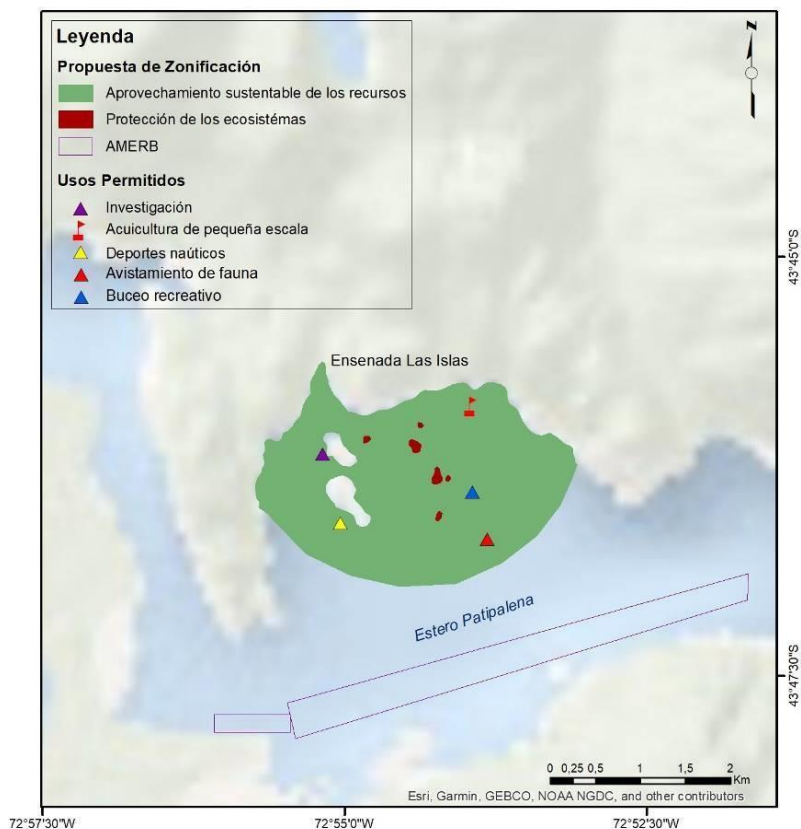 Leyenda
Propuesta de Zonificación
Aprovechamiento sustentable de los recursos
Protección de los ecosistémas
AMERB
Usos Permitidos
Investigación
Acuicultura de pequeña escala
Deportes naúticos
Avistamiento de fauna
Buceo recreativo
N
43°45'0"S
Ensenada Las Islas
Estero Patipalena
43°47'30"S
0 0,25 0,5 1 1,5 2
Km
Esri, Garmin, GEBCO, NOAA NGDC, and other contributors
72°57'30"W 72°55'0"W 72°52'30"W